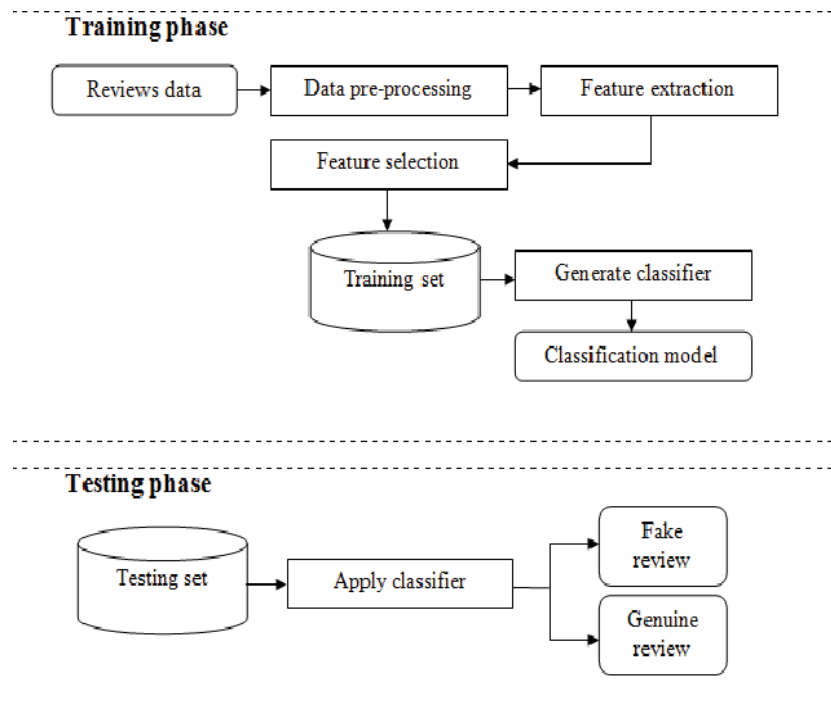 Training phase
Reviews data
Data pre-processing
Feature extraction
Feature selection
Training set
Generate classifier
Classification model
Testing phase
Testing set
Apply classifier
Fake
review
Genuine
review